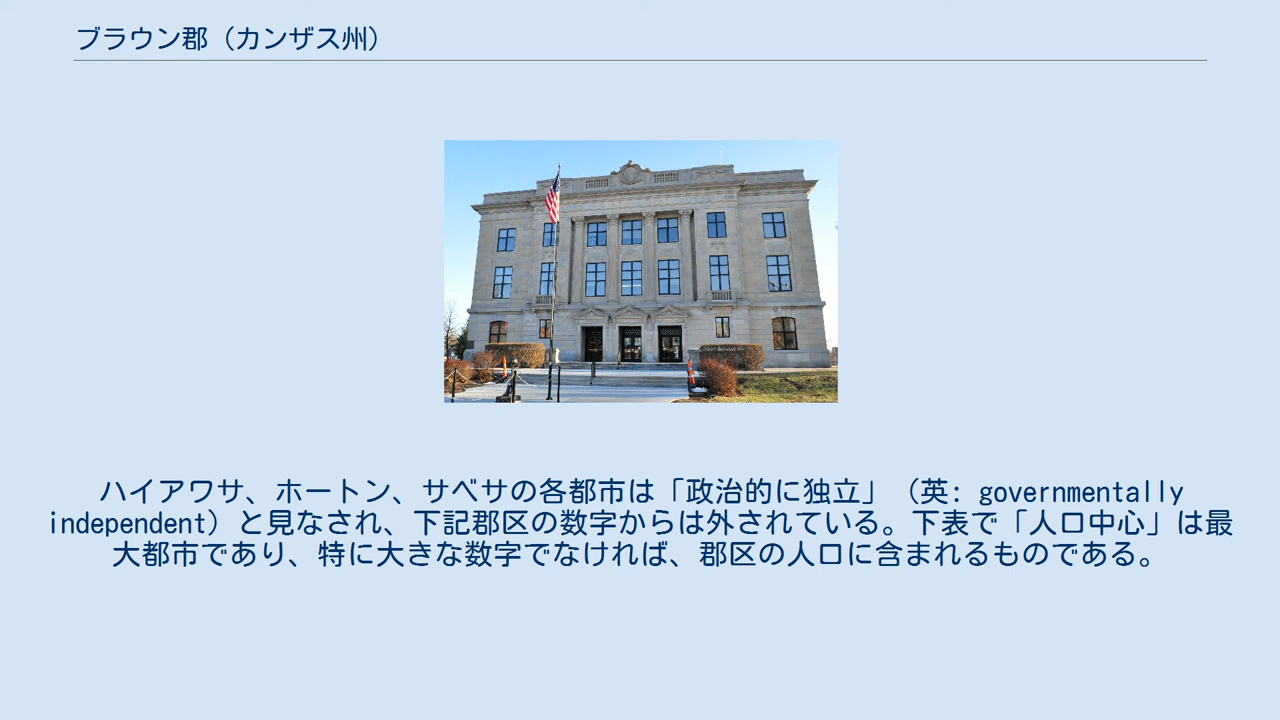 ブラウン郡（カンザス州）
ハイアワサ、ホートン、サベサの各都市は「政治的に独立」（英: governmentally
independent）と見なされ、下記郡区の数字からは外されている。下表で「人口中心」は最
大都市であり、特に大きな数字でなければ、郡区の人口に含まれるものである。